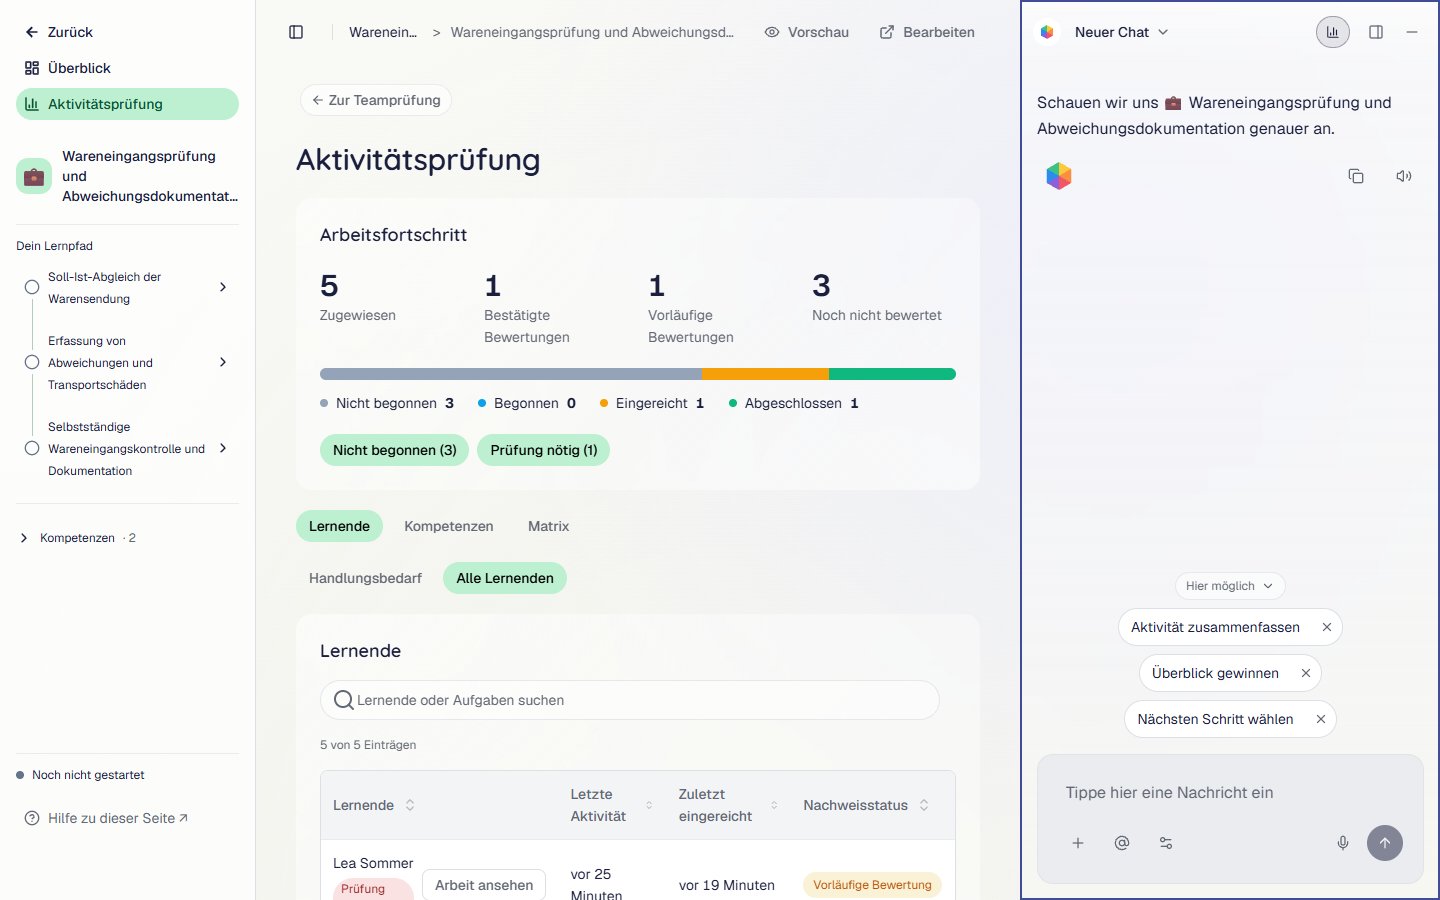 Zurück
Überblick
Aktivitätsprüfung
Wareneingangsprüfung
und
Abweichungsdokumentat...
Dein Lernpfad
Soll-Ist-Abgleich der
Warensendung
Erfassung von
Abweichungen und
Transportschäden
Selbstständige
Wareneingangskontrolle und
Dokumentation
Kompetenzen · 2
Noch nicht gestartet
Hilfe zu dieser Seite ↗
Warenein... > Wareneingangsprüfung und Abweichungsd...
Vorschau
Bearbeiten
Zur Teamprüfung
Aktivitätsprüfung
Arbeitsfortschritt
5
Zugewiesen
1
Bestätigte
Bewertungen
1
Vorläufige
Bewertungen
3
Noch nicht bewertet
Nicht begonnen 3
Begonnen 0
Eingereicht 1
Abgeschlossen 1
Nicht begonnen (3)
Prüfung nötig (1)
Lernende
Kompetenzen
Matrix
Handlungsbedarf
Alle Lernenden
Lernende
Lernende oder Aufgaben suchen
5 von 5 Einträgen
Lernende
Letzte
Aktivität
Zuletzt
eingereicht
Nachweisstatus
Lea Sommer
Prüfung
Arbeit ansehen
vor 25
Minuten
vor 19 Minuten
Vorläufige Bewertung
Neuer Chat
Schauen wir uns 💼 Wareneingangsprüfung und
Abweichungsdokumentation genauer an.
Hier möglich
Aktivität zusammenfassen
Überblick gewinnen
Nächsten Schritt wählen
Tippe hier eine Nachricht ein